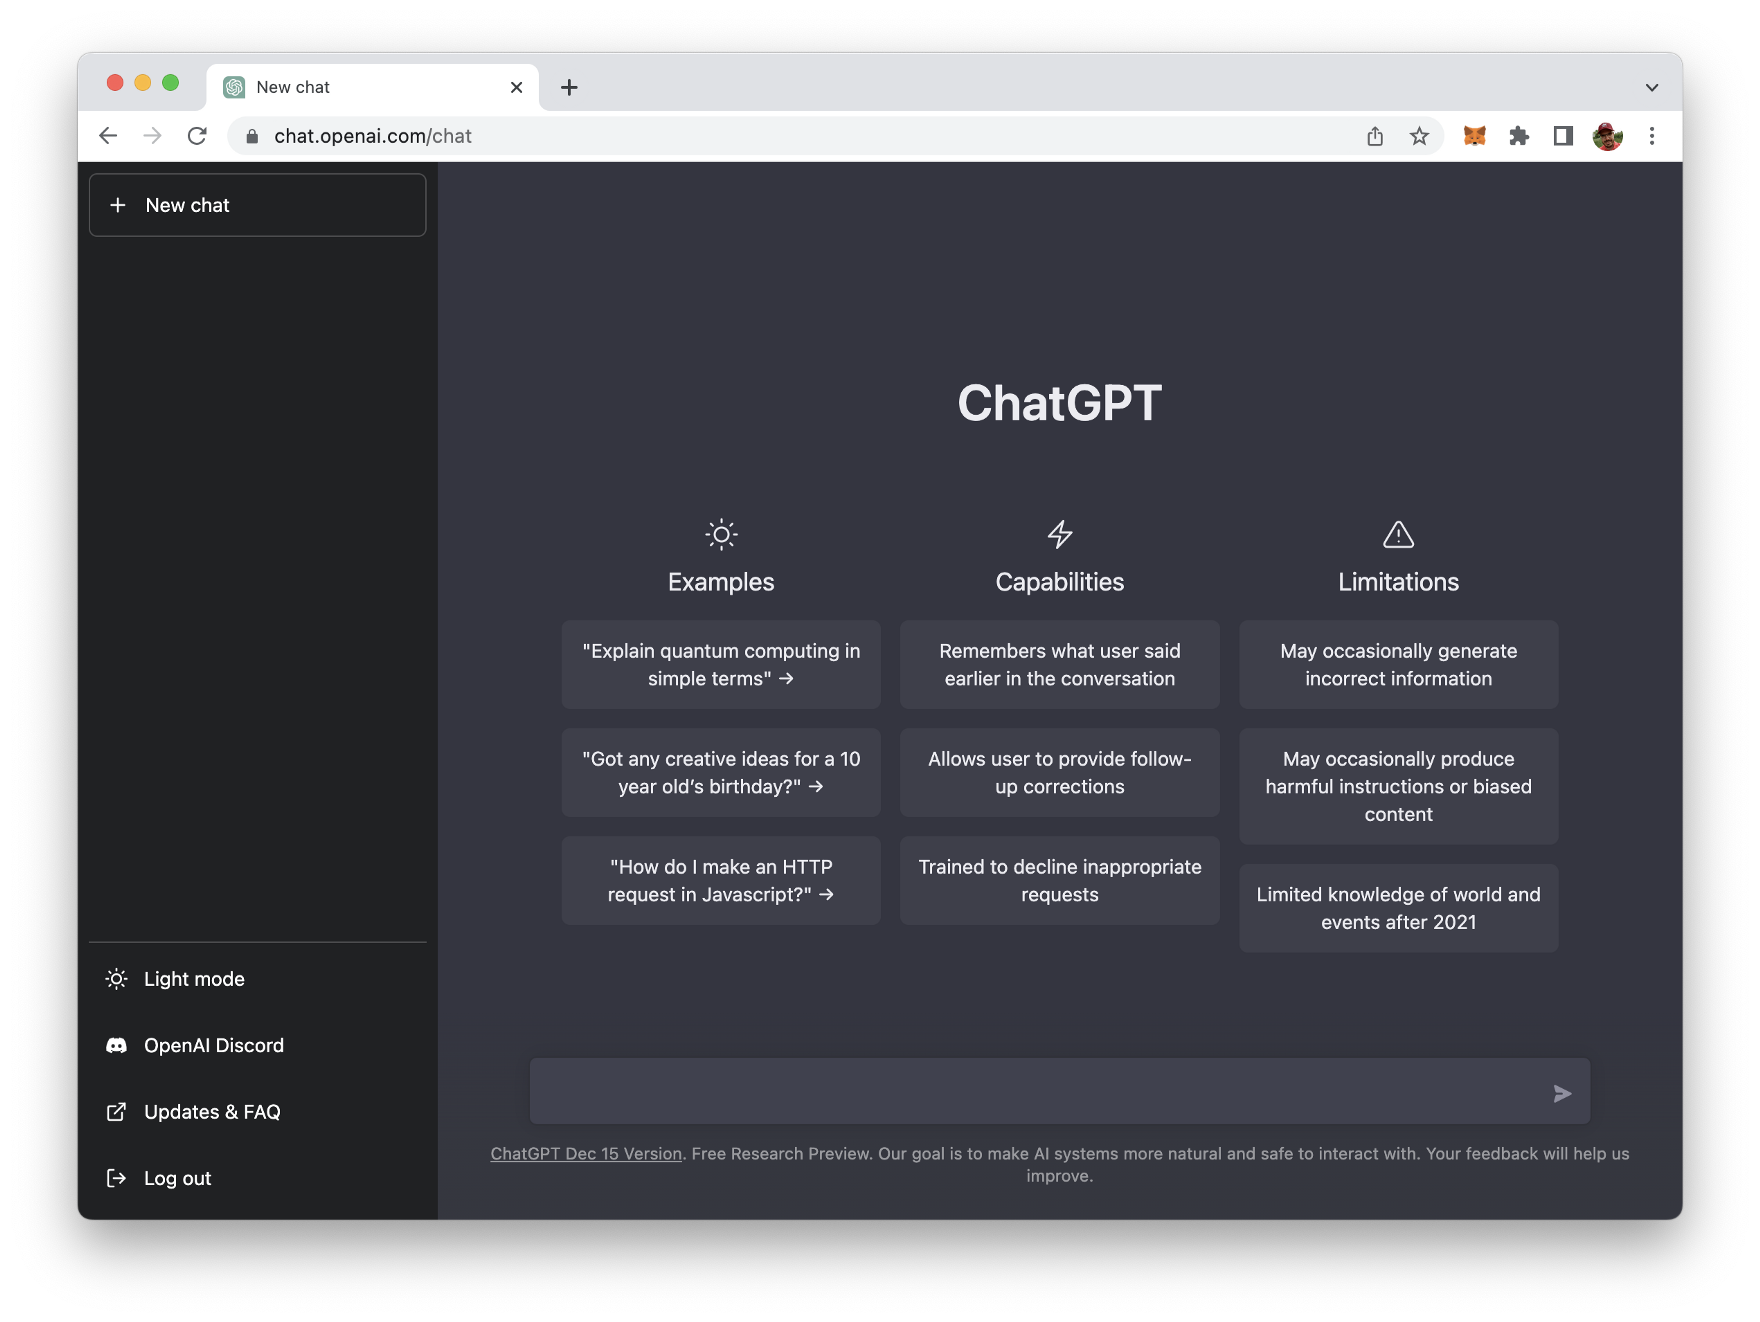 New chat
chat.openai.com/chat
New chat
ChatGPT
Examples
"Explain quantum computing in
simple terms" →
"Got any creative ideas for a 10
year old’s birthday?" →
"How do I make an HTTP
request in Javascript?" →
Capabilities
Remembers what user said
earlier in the conversation
Allows user to provide follow-
up corrections
Trained to decline inappropriate
requests
Limitations
May occasionally generate
incorrect information
May occasionally produce
harmful instructions or biased
content
Limited knowledge of world and
events after 2021
Light mode
OpenAI Discord
Updates & FAQ
Log out
ChatGPT Dec 15 Version. Free Research Preview. Our goal is to make AI systems more natural and safe to interact with. Your feedback will help us
improve.